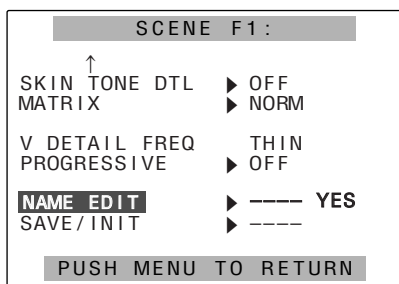 SCENE F1:
↑
SKIN TONE DTL ▶ OFF
MATRIX ▶ NORM
V DETAIL FREQ THIN
PROGRESSIVE ▶ OFF
NAME EDIT ▶ ---- YES
SAVE/INIT ▶ ----
PUSH MENU TO RETURN